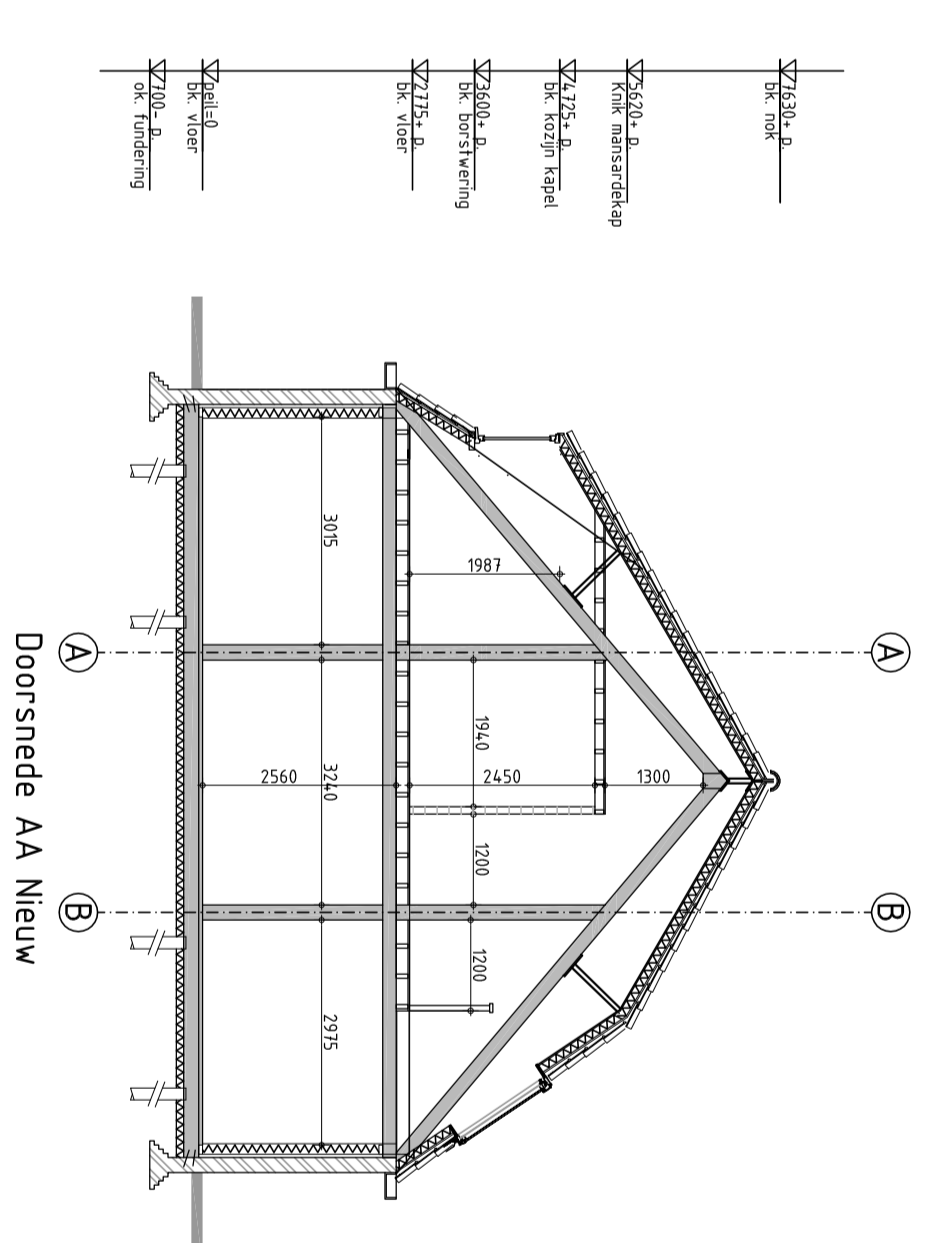 7630+ p.
bk. nok
5620+ p.
Knik mansardekap
4725+ p.
bk. kozijn kapel
3600+ p.
bk. borstwering
2775+ p.
bk. vloer
peil=0
bk. vloer
700- p.
ok. fundering
A
B
1300
2450
1987
1940
1200
1200
2560
3015
3240
2975
A
B
Doorsnede AA Nieuw